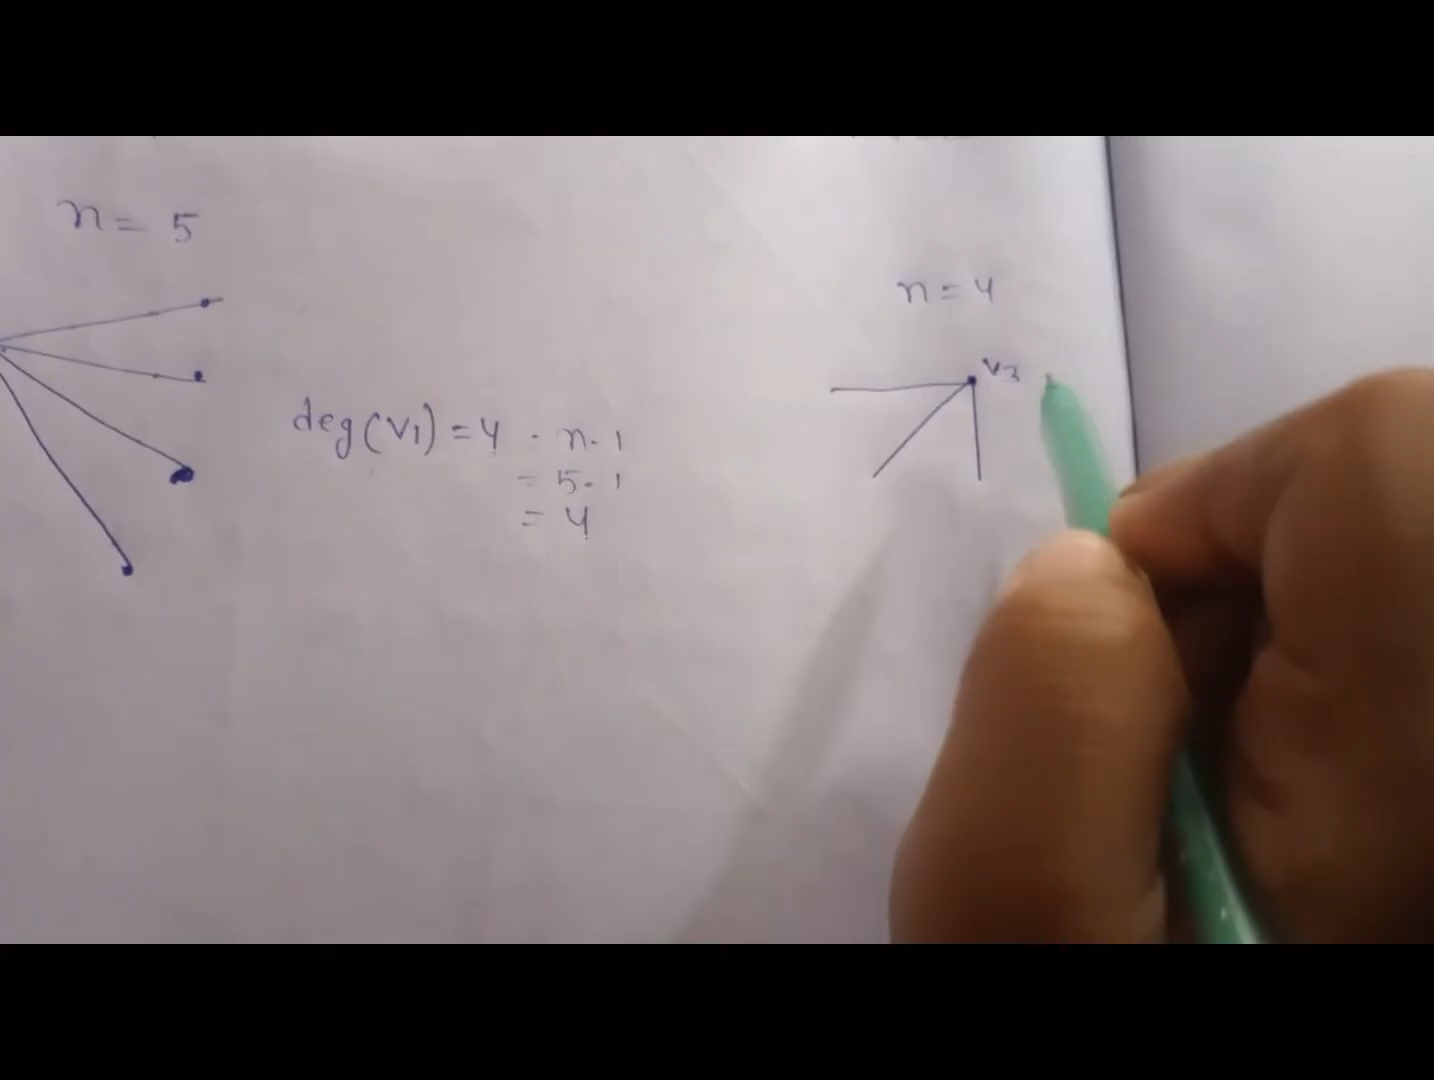 n = 5
n = 4
v3
deg(v1) = 4 = n - 1
= 5 - 1
= 4